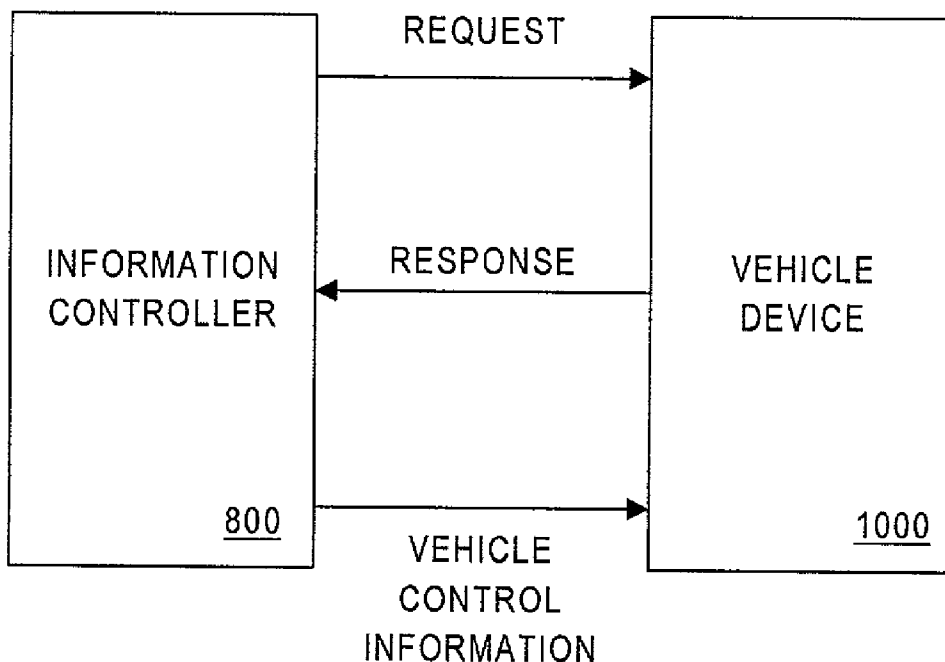 REQUEST
INFORMATION
CONTROLLER
RESPONSE
VEHICLE
DEVICE
800
1000
VEHICLE
CONTROL
INFORMATION